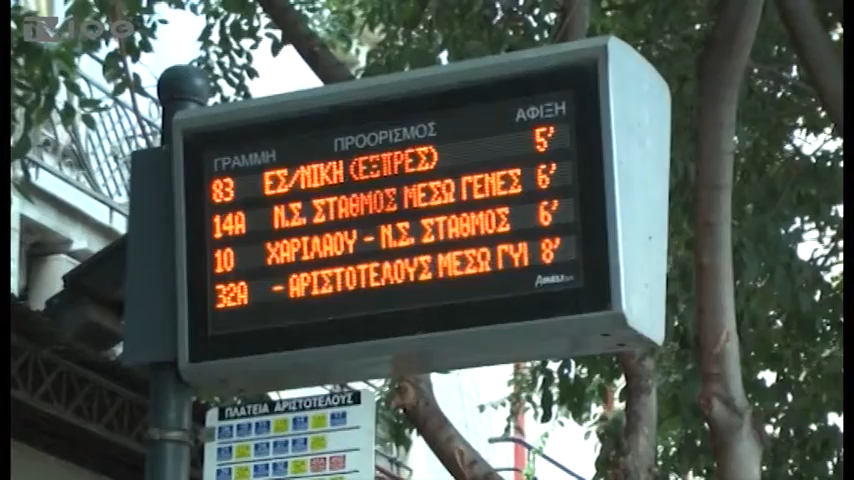 TV100
ΓΡΑΜΜΗ ΠΡΟΟΡΙΣΜΟΣ ΑΦΙΞΗ
83 ΕΣ/ΝΙΚΗ (ΕΞΠΡΕΣ) 5'
14Α Ν.Σ. ΣΤΑΘΜΟΣ ΜΕΣΩ ΓΕΝΕΣ 6'
10 ΧΑΡΙΛΑΟΥ - Ν.Σ. ΣΤΑΘΜΟΣ 6'
32Α - ΑΡΙΣΤΟΤΕΛΟΥΣ ΜΕΣΩ ΓΥΙ 8'
ΠΛΑΤΕΙΑ ΑΡΙΣΤΟΤΕΛΟΥΣ